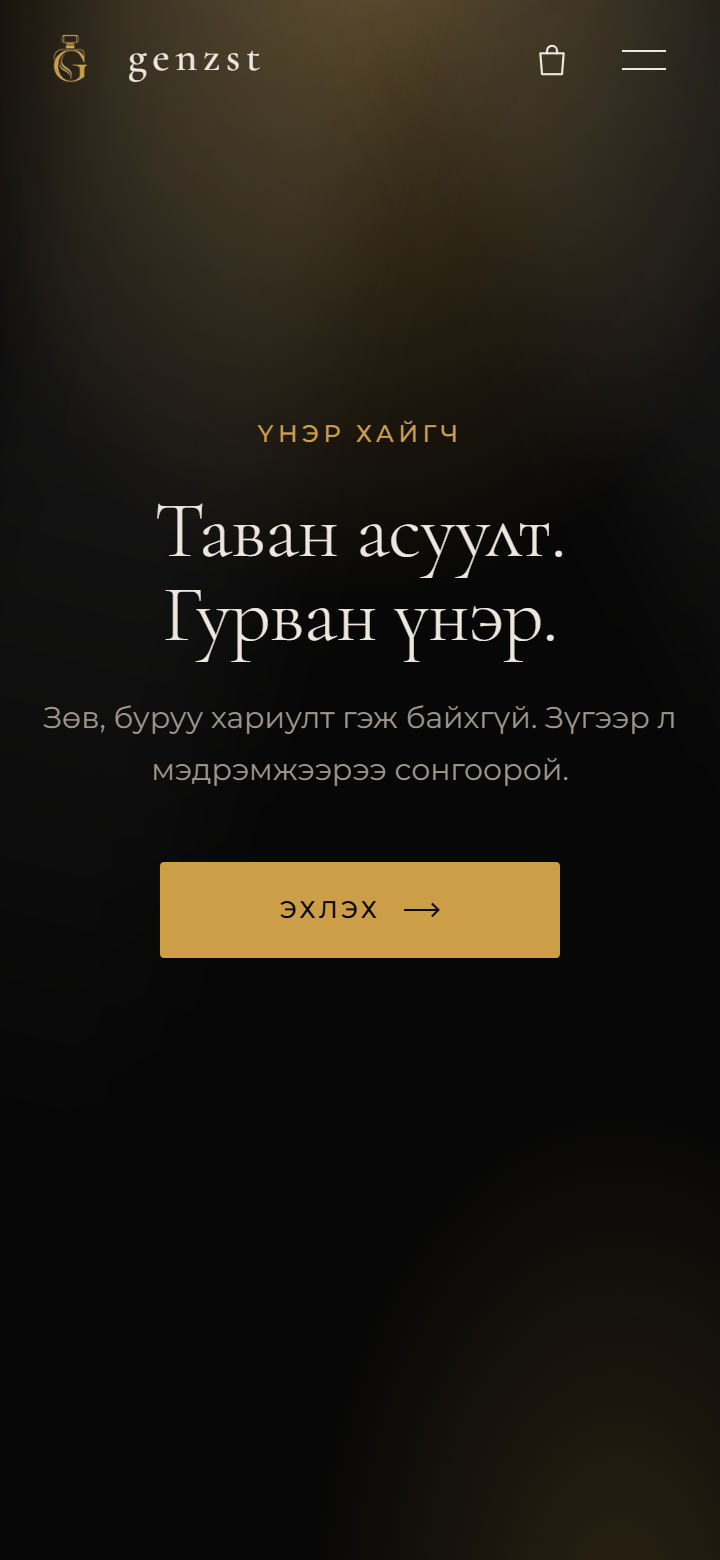 genzst
ҮНЭР ХАЙГЧ
Таван асуулт.
Гурван үнэр.
Зөв, буруу хариулт гэж байхгүй. Зүгээр л
мэдрэмжээрээ сонгоорой.
ЭХЛЭХ